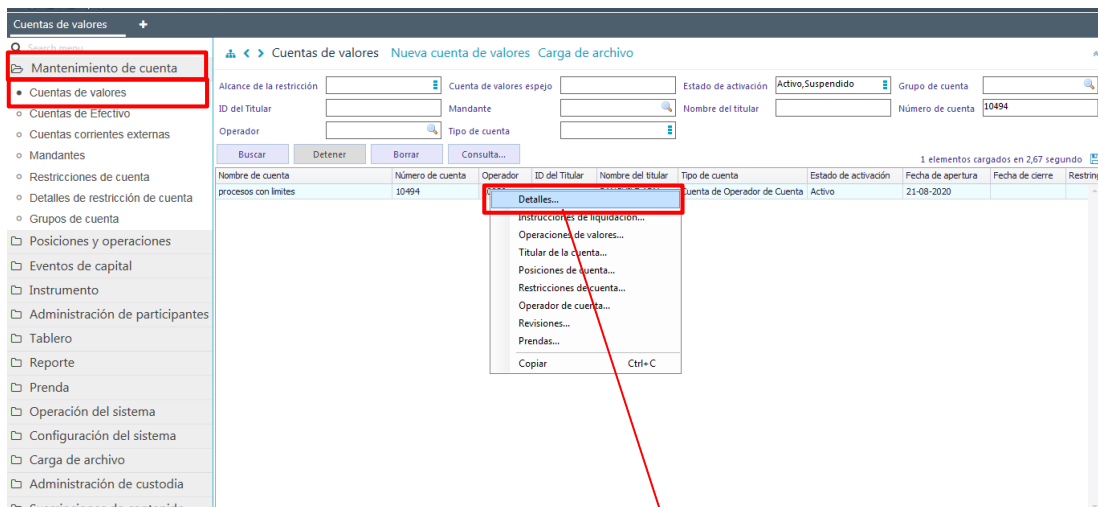 Cuentas de valores +
Search menu
Mantenimiento de cuenta
Cuentas de valores
Cuentas de Efectivo
Cuentas corrientes externas
Mandantes
Restricciones de cuenta
Detalles de restricción de cuenta
Grupos de cuenta
Posiciones y operaciones
Eventos de capital
Instrumento
Administración de participantes
Tablero
Reporte
Prenda
Operación del sistema
Configuración del sistema
Carga de archivo
Administración de custodia
Cuentas de valores Nueva cuenta de valores Carga de archivo
Alcance de la restricción Cuenta de valores espejo Estado de activación Activo,Suspendido Grupo de cuenta
ID del Titular Mandante Nombre del titular Número de cuenta 10494
Operador Tipo de cuenta
Buscar Detener Borrar Consulta...
1 elementos cargados en 2,67 segundo
Nombre de cuenta Número de cuenta Operador ID del Titular Nombre del titular Tipo de cuenta Estado de activación Fecha de apertura Fecha de cierre Restring
procesos con limites 10494 Cuenta de Operador de Cuenta Activo 21-08-2020
Detalles...
Instrucciones de liquidación...
Operaciones de valores...
Titular de la cuenta...
Posiciones de cuenta...
Restricciones de cuenta...
Operador de cuenta...
Revisiones...
Prendas...
Copiar Ctrl+C